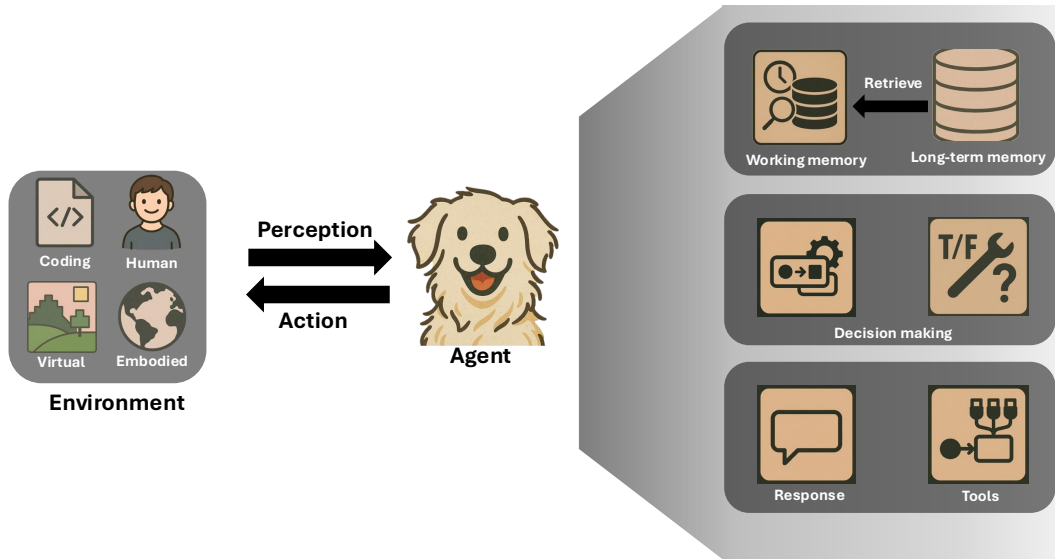 Coding
Human
Virtual
Embodied
Environment
Perception
Action
Agent
Retrieve
Working memory
Long-term memory
T/F
?
Decision making
Response
Tools